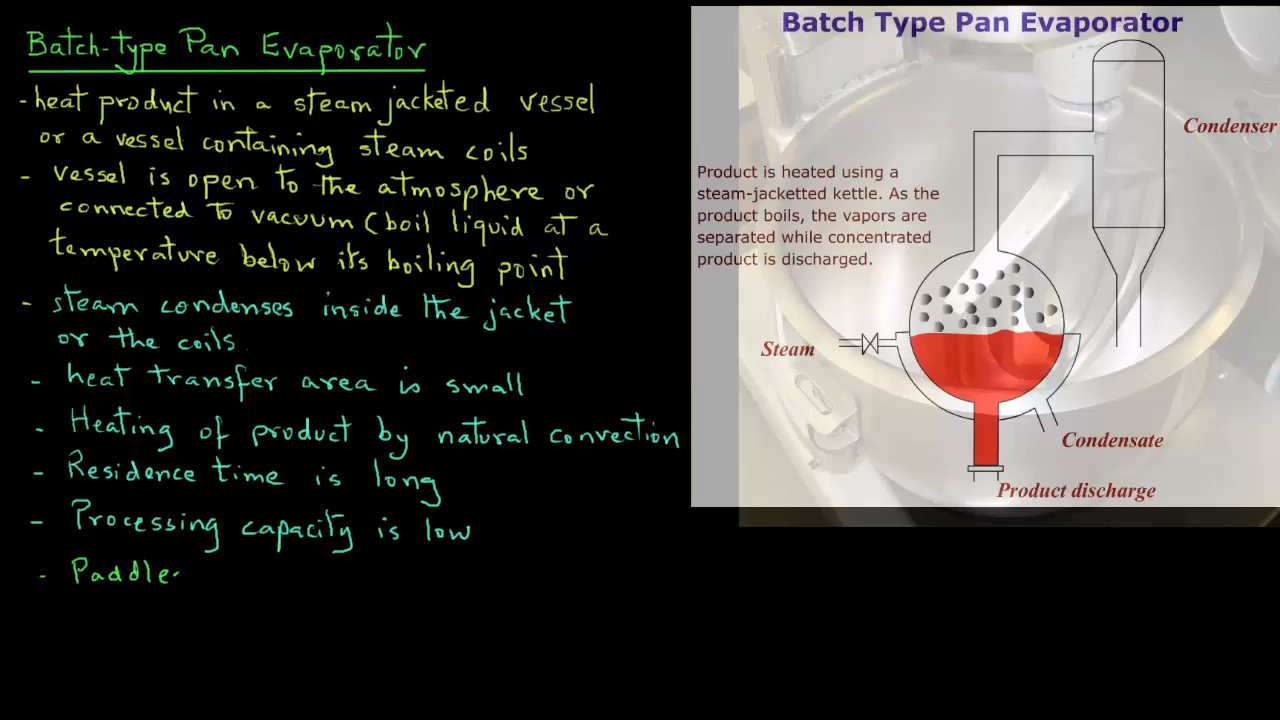 Batch-type Pan Evaporator
- heat product in a steam jacketed vessel
or a vessel containing steam coils
- vessel is open to the atmosphere or
connected to vacuum (boil liquid at a
temperature below its boiling point
- steam condenses inside the jacket
or the coils.
- heat transfer area is small
- Heating of product by natural convection
- Residence time is long
- Processing capacity is low
- Paddle
Batch Type Pan Evaporator
Condenser
Product is heated using a
steam-jacketted kettle. As the
product boils, the vapors are
separated while concentrated
product is discharged.
Steam
Condensate
Product discharge